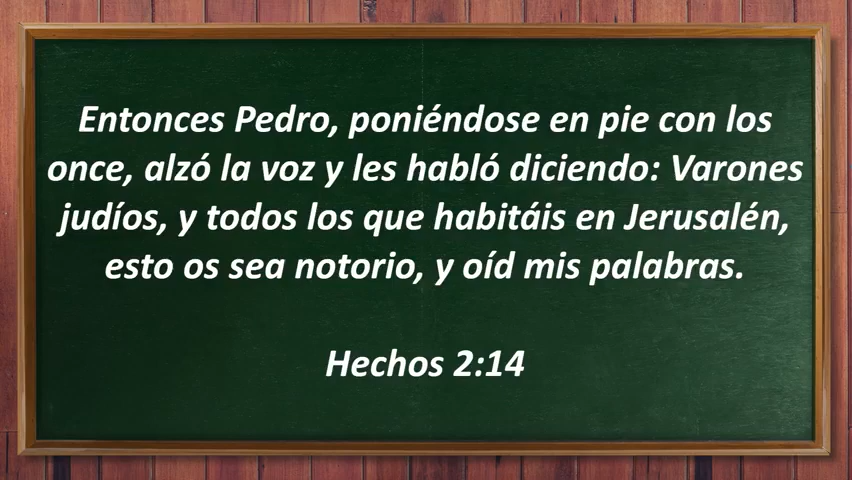 Entonces Pedro, poniéndose en pie con los
once, alzó la voz y les habló diciendo: Varones
judíos, y todos los que habitáis en Jerusalén,
esto os sea notorio, y oíd mis palabras.
Hechos 2:14